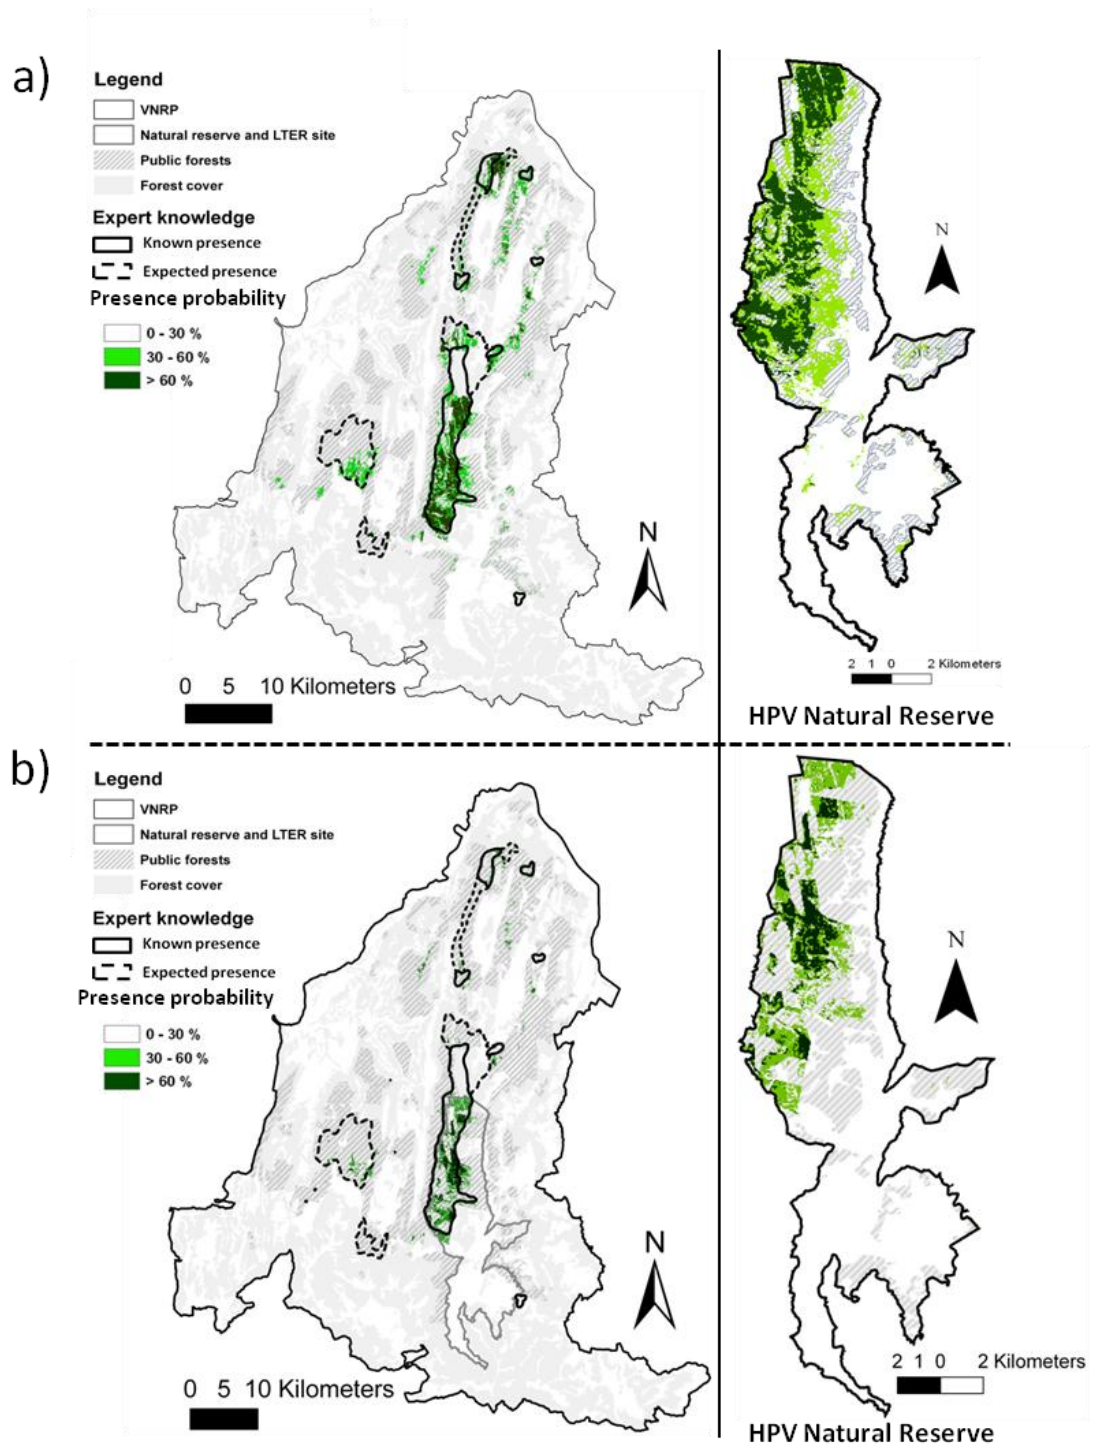 a)
Legend
VNRP
Natural reserve and LTER site
Public forests
Forest cover
Expert knowledge
Known presence
Expected presence
Presence probability
0 - 30 %
30 - 60 %
> 60 %
N
0 5 10 Kilometers
N
2 1 0 2 Kilometers
HPV Natural Reserve
b)
Legend
VNRP
Natural reserve and LTER site
Public forests
Forest cover
Expert knowledge
Known presence
Expected presence
Presence probability
0 - 30 %
30 - 60 %
> 60 %
N
0 5 10 Kilometers
N
2 1 0 2 Kilometers
HPV Natural Reserve